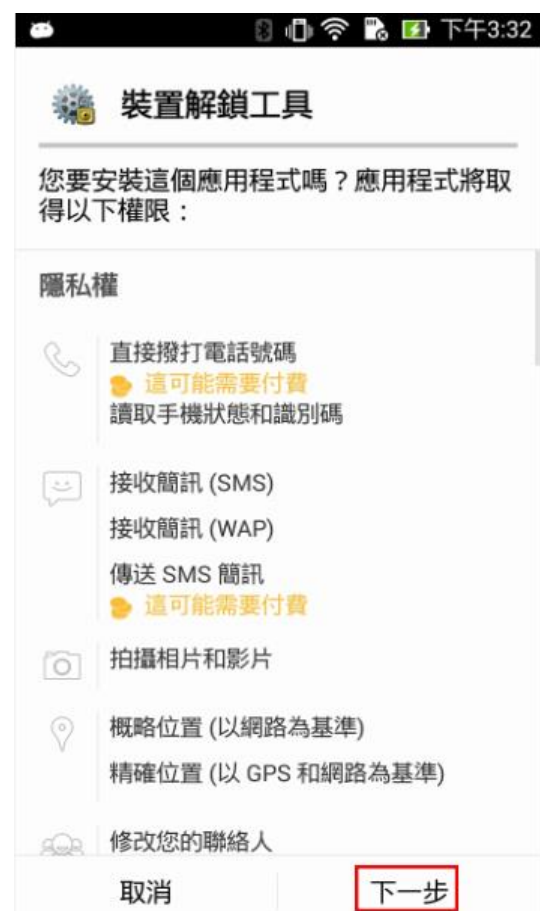 下午3:32
裝置解鎖工具
您要安裝這個應用程式嗎？應用程式將取
得以下權限：
隱私權
直接撥打電話號碼
這可能需要付費
讀取手機狀態和識別碼
接收簡訊 (SMS)
接收簡訊 (WAP)
傳送 SMS 簡訊
這可能需要付費
拍攝相片和影片
概略位置 (以網路為基準)
精確位置 (以 GPS 和網路為基準)
修改您的聯絡人
取消
下一步